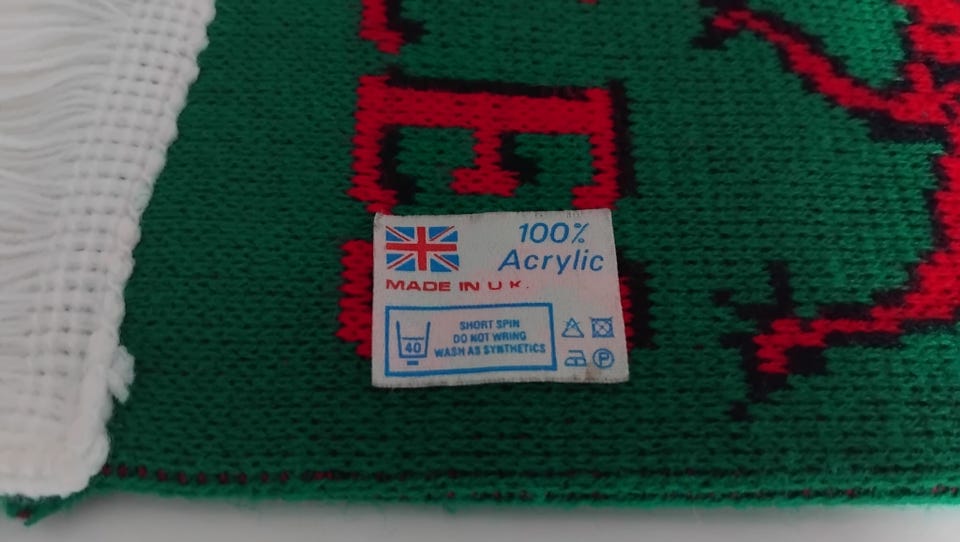 E
100%
Acrylic
MADE IN U.K.
40
SHORT SPIN
DO NOT WRING
WASH AS SYNTHETICS
P